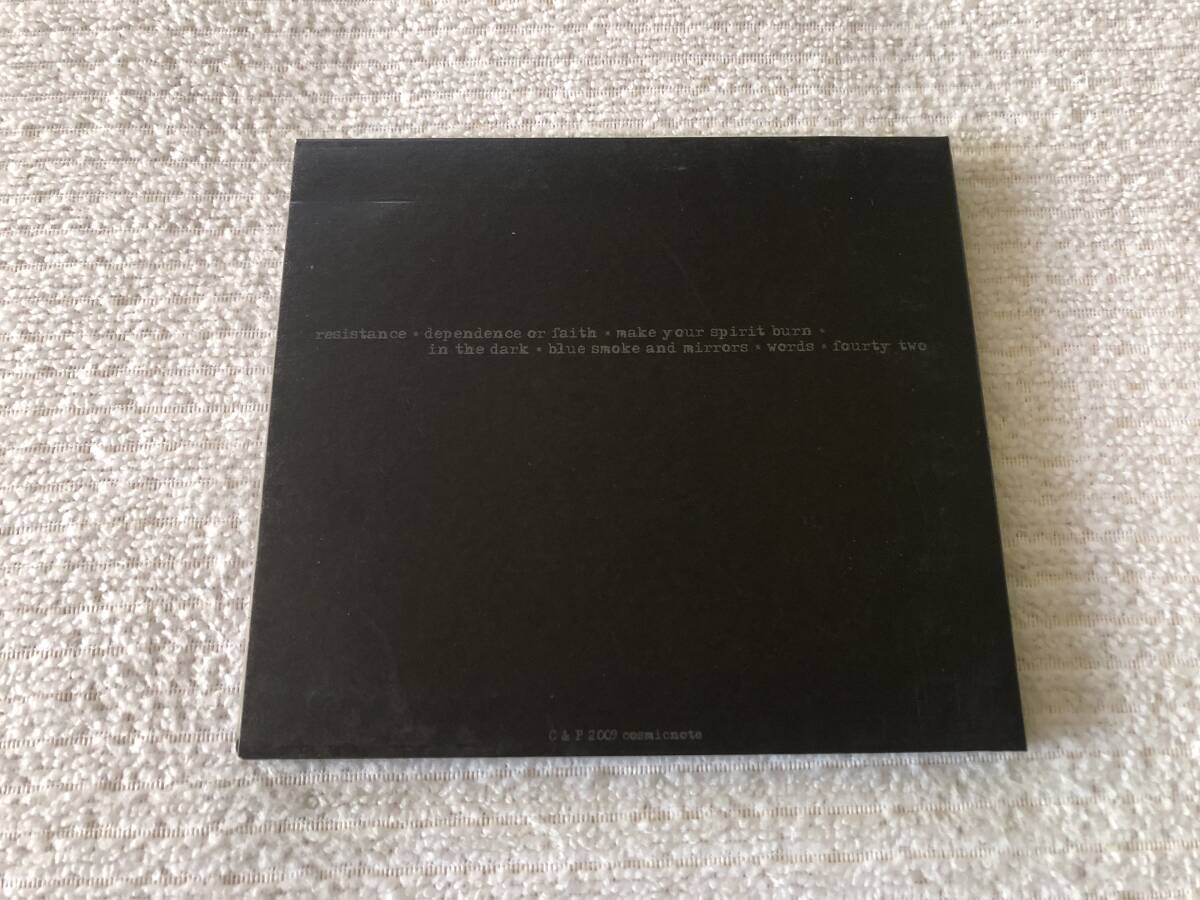 resistance * dependence or faith * make your spirit burn *
in the dark * blue smoke and mirrors * words * fourty two
C & P 2009 cosmicnote